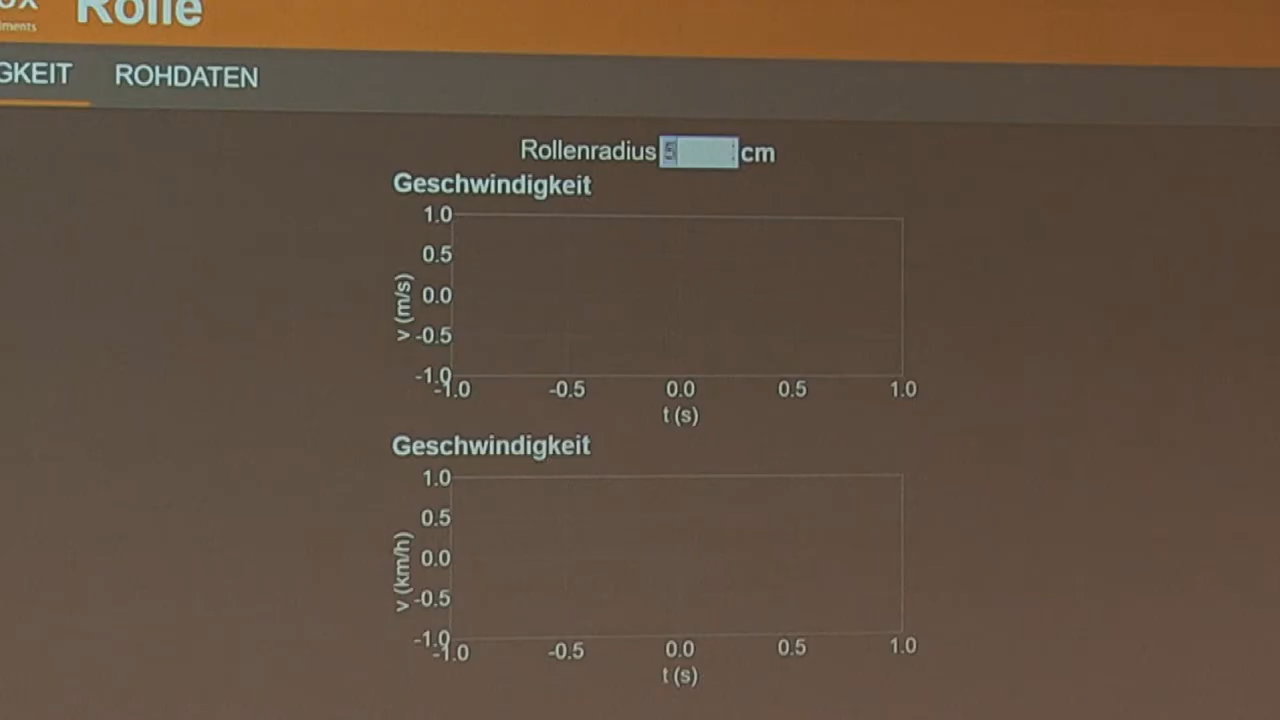 Rolle
GKEIT ROHDATEN
Rollenradius 5 cm
Geschwindigkeit
1.0
0.5
0.0
-0.5
-1.0
v (m/s)
-1.0 -0.5 0.0 0.5 1.0
t (s)
Geschwindigkeit
1.0
0.5
0.0
-0.5
-1.0
v (km/h)
-1.0 -0.5 0.0 0.5 1.0
t (s)